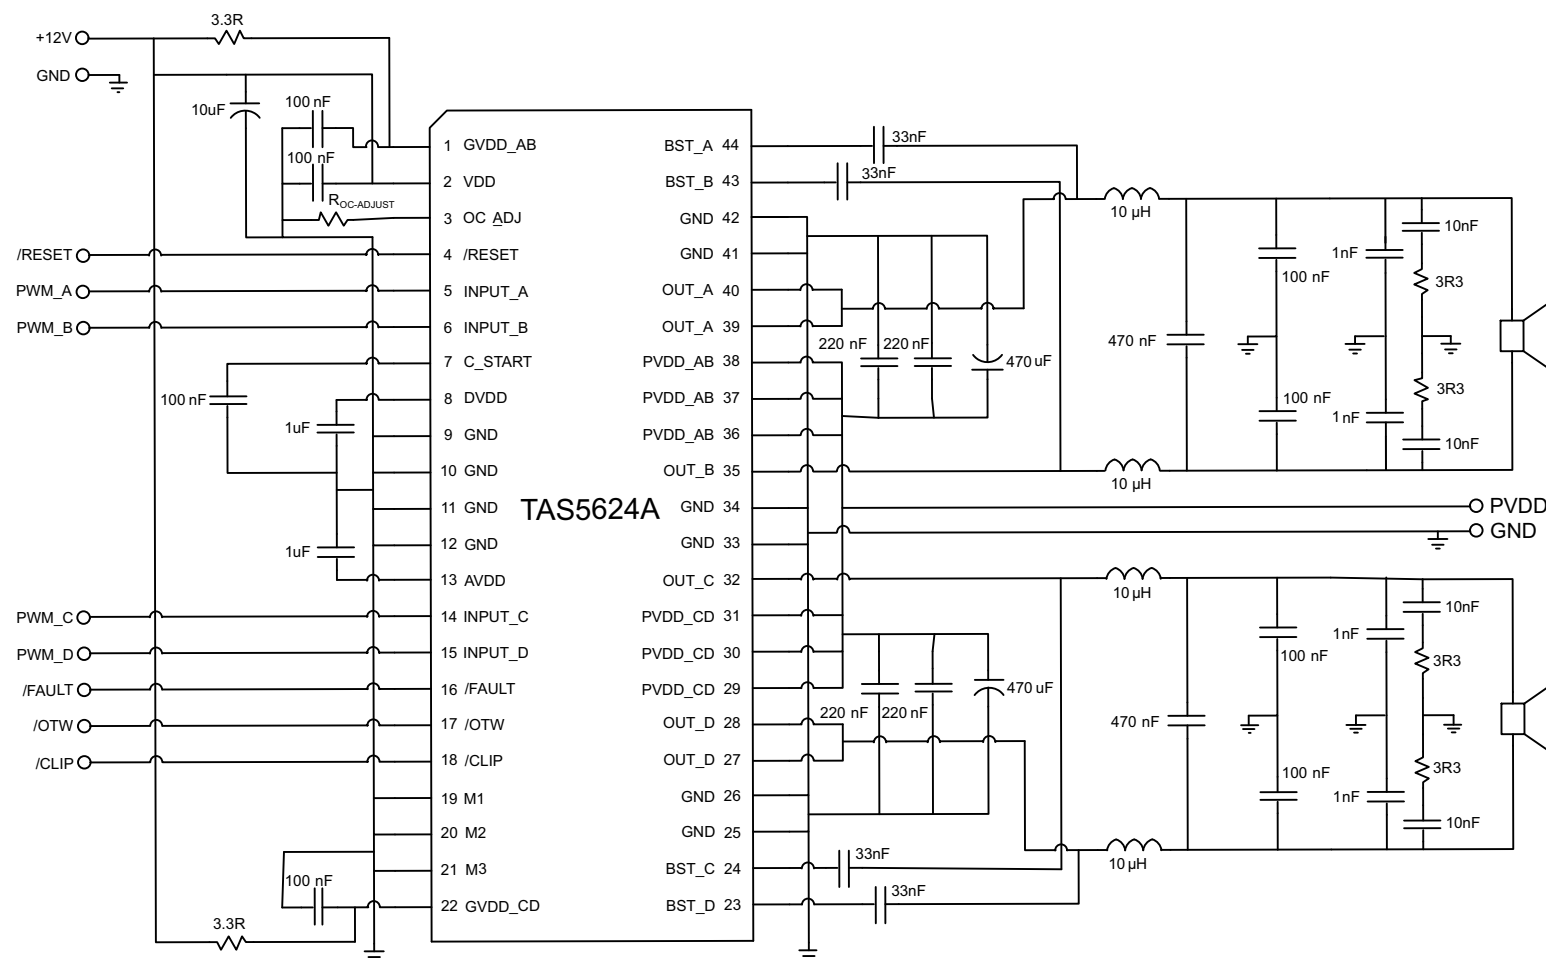 3.3R
+12V
GND
10uF
100 nF
100 nF
R OC-ADJUST
/RESET
PWM_A
PWM_B
100 nF
1uF
1uF
PWM_C
PWM_D
/FAULT
/OTW
/CLIP
100 nF
3.3R
1 GVDD_AB
2 VDD
3 OC ADJ
4 /RESET
5 INPUT_A
6 INPUT_B
7 C_START
8 DVDD
9 GND
10 GND
11 GND
12 GND
13 AVDD
14 INPUT_C
15 INPUT_D
16 /FAULT
17 /OTW
18 /CLIP
19 M1
20 M2
21 M3
22 GVDD_CD
TAS5624A
BST_A 44
BST_B 43
GND 42
GND 41
OUT_A 40
OUT_A 39
PVDD_AB 38
PVDD_AB 37
PVDD_AB 36
OUT_B 35
GND 34
GND 33
OUT_C 32
PVDD_CD 31
PVDD_CD 30
PVDD_CD 29
OUT_D 28
OUT_D 27
GND 26
GND 25
BST_C 24
BST_D 23
33nF
33nF
220 nF
220 nF
470 uF
10 µH
10 µH
470 nF
100 nF
100 nF
1nF
1nF
10nF
3R3
3R3
10nF
PVDD
GND
220 nF
220 nF
470 uF
33nF
33nF
10 µH
10 µH
470 nF
100 nF
100 nF
1nF
1nF
10nF
3R3
3R3
10nF